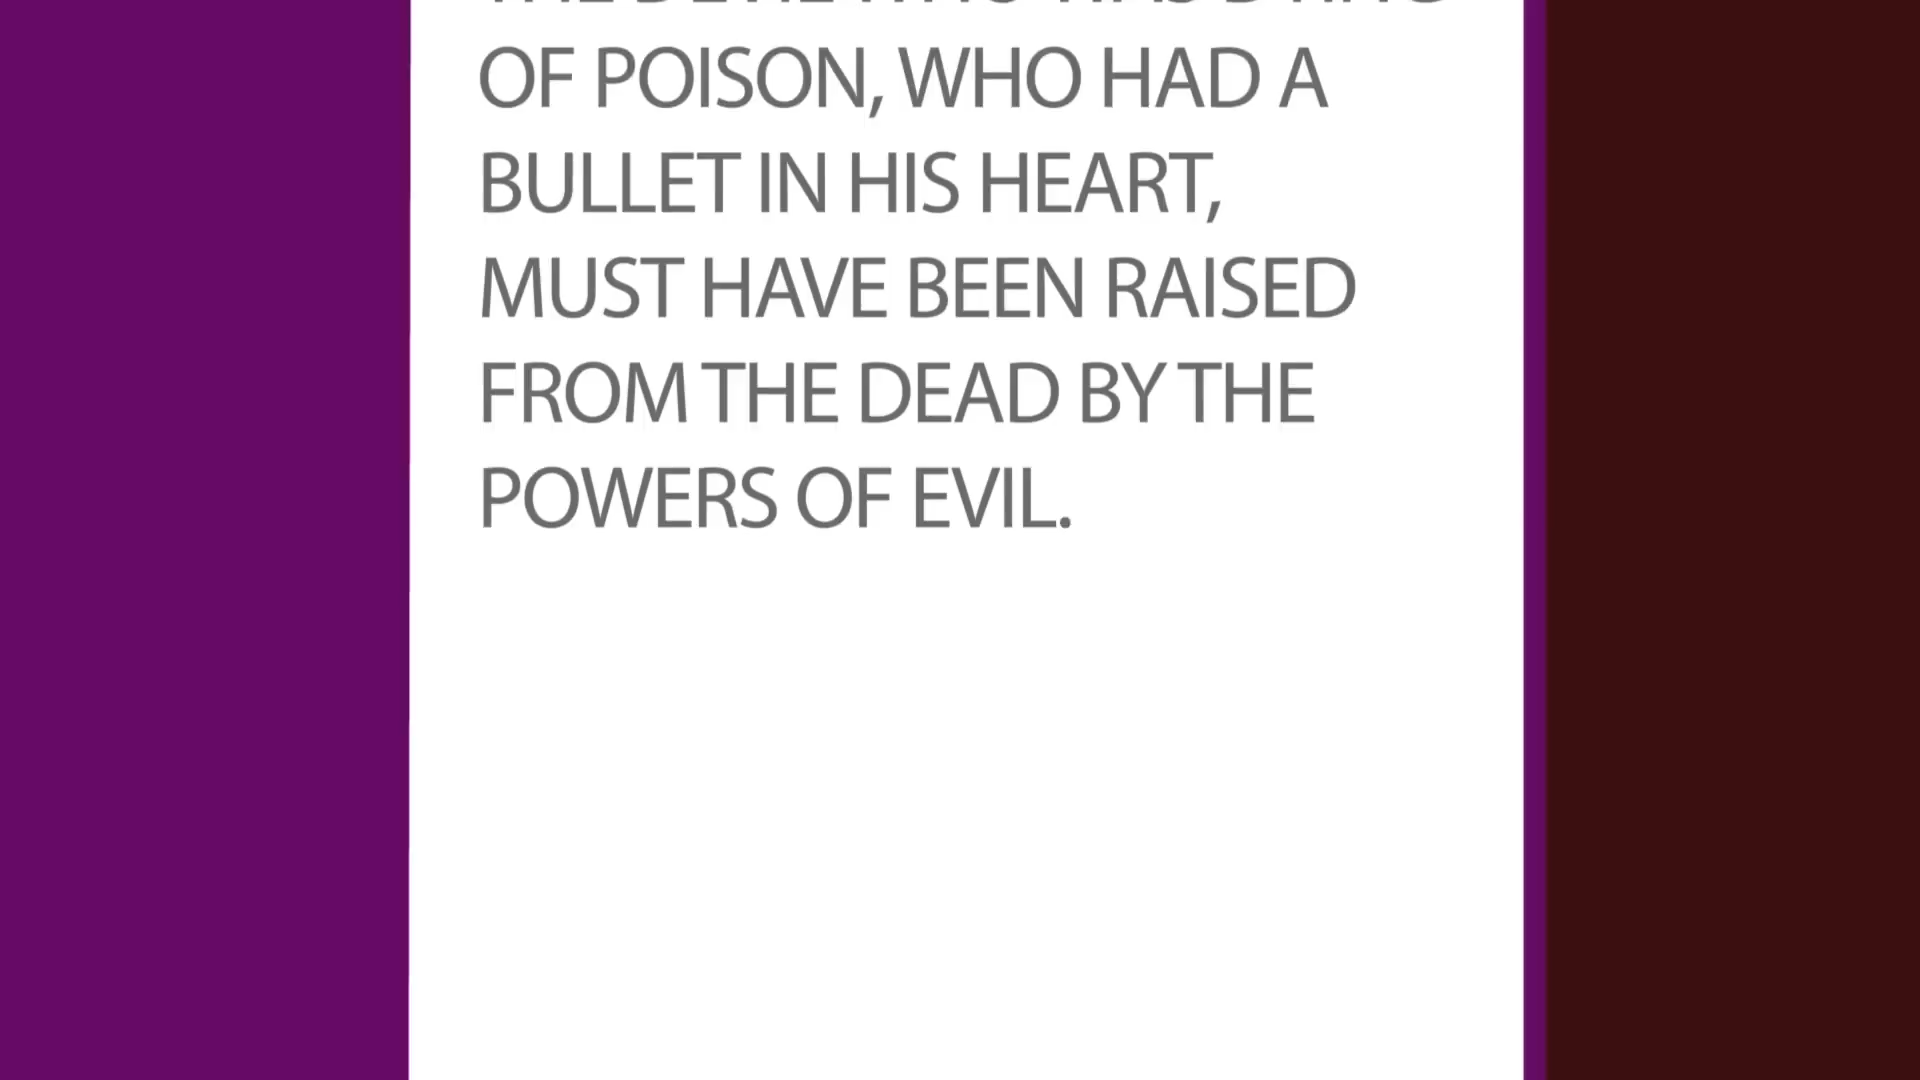 OF POISON, WHO HAD A
BULLET IN HIS HEART,
MUST HAVE BEEN RAISED
FROM THE DEAD BY THE
POWERS OF EVIL.